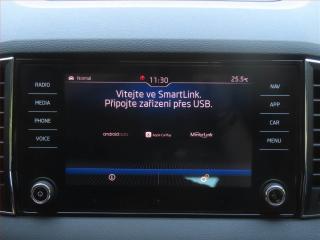 Normal
11:30
23.5°C
Vítejte ve SmartLink.
Připojte zařízení přes USB.
androidauto
Apple CarPlay
MirrorLink
RADIO
MEDIA
PHONE
VOICE
NAV
APP
CAR
MENU